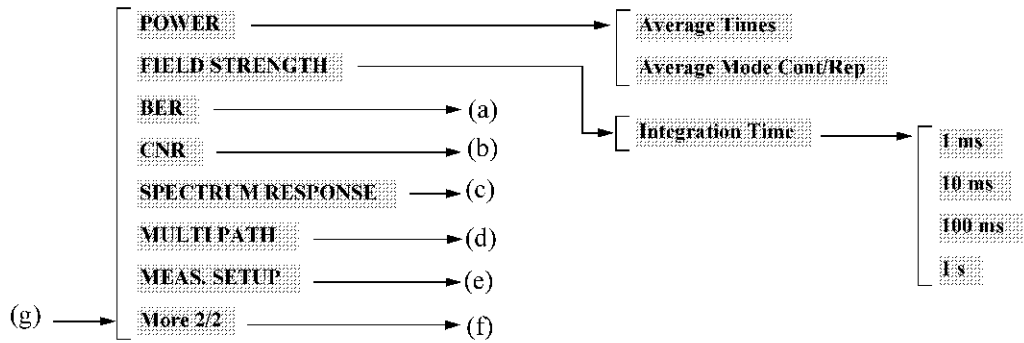 POWER
Average Times
FIELD STRENGTH
Average Mode Cont/Rep
BER
(a)
Integration Time
CNR
(b)
1 ms
SPECTRUM RESPONSE
(c)
10 ms
MULTI PATH
(d)
100 ms
MEAS. SETUP
(e)
1 s
(g)
More 2/2
(f)